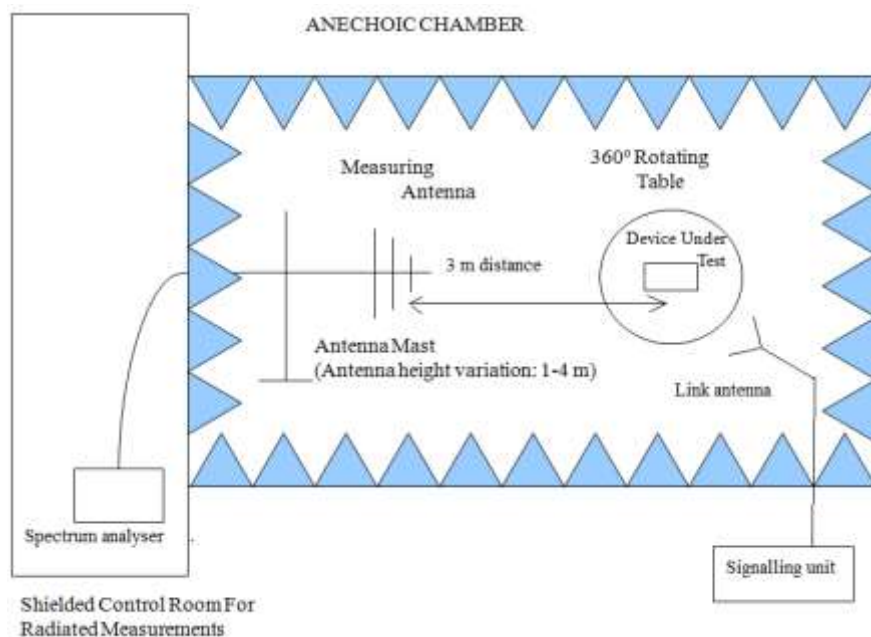 ANECHOIC CHAMBER
Measuring
Antenna
360º Rotating
Table
Device Under
Test
3 m distance
Antenna Mast
(Antenna height variation: 1-4 m)
Link antenna
Spectrum analyser
Signalling unit
Shielded Control Room For
Radiated Measurements